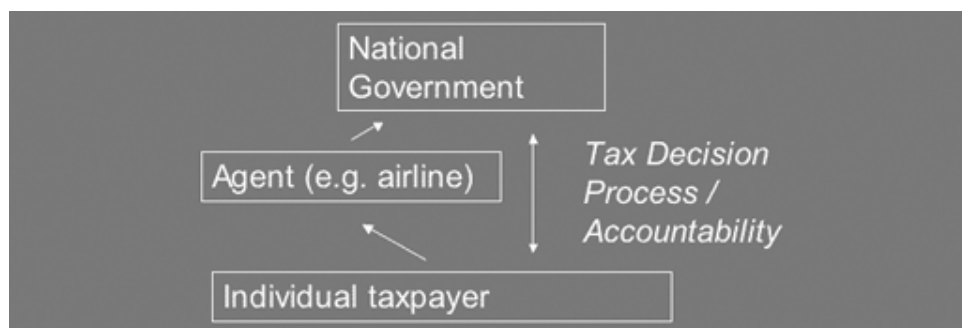 National
Government
Agent (e.g. airline)
Tax Decision
Process /
Accountability
Individual taxpayer